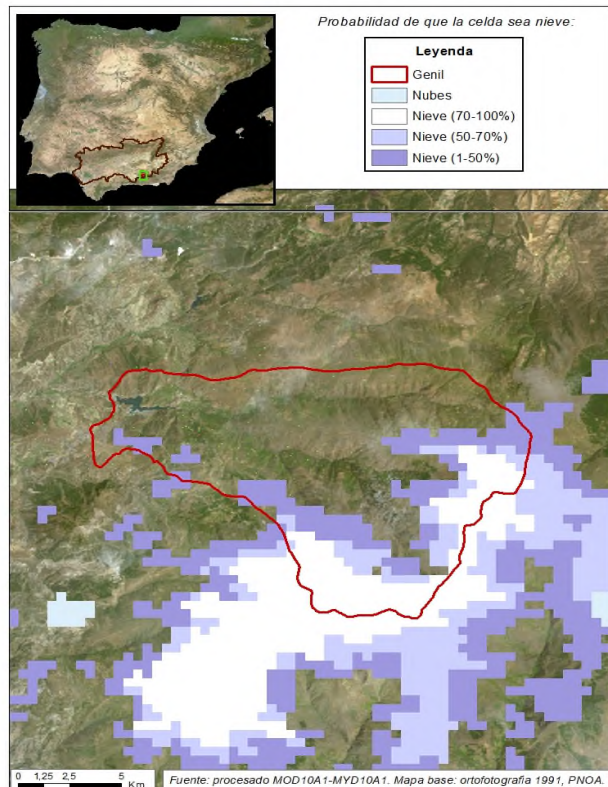 Probabilidad de que la celda sea nieve:
Leyenda
Genil
Nubes
Nieve (70-100%)
Nieve (50-70%)
Nieve (1-50%)
0 1,25 2,5 5
Km
Fuente: procesado MOD10A1-MYD10A1. Mapa base: ortofotografia 1991, PNOA.